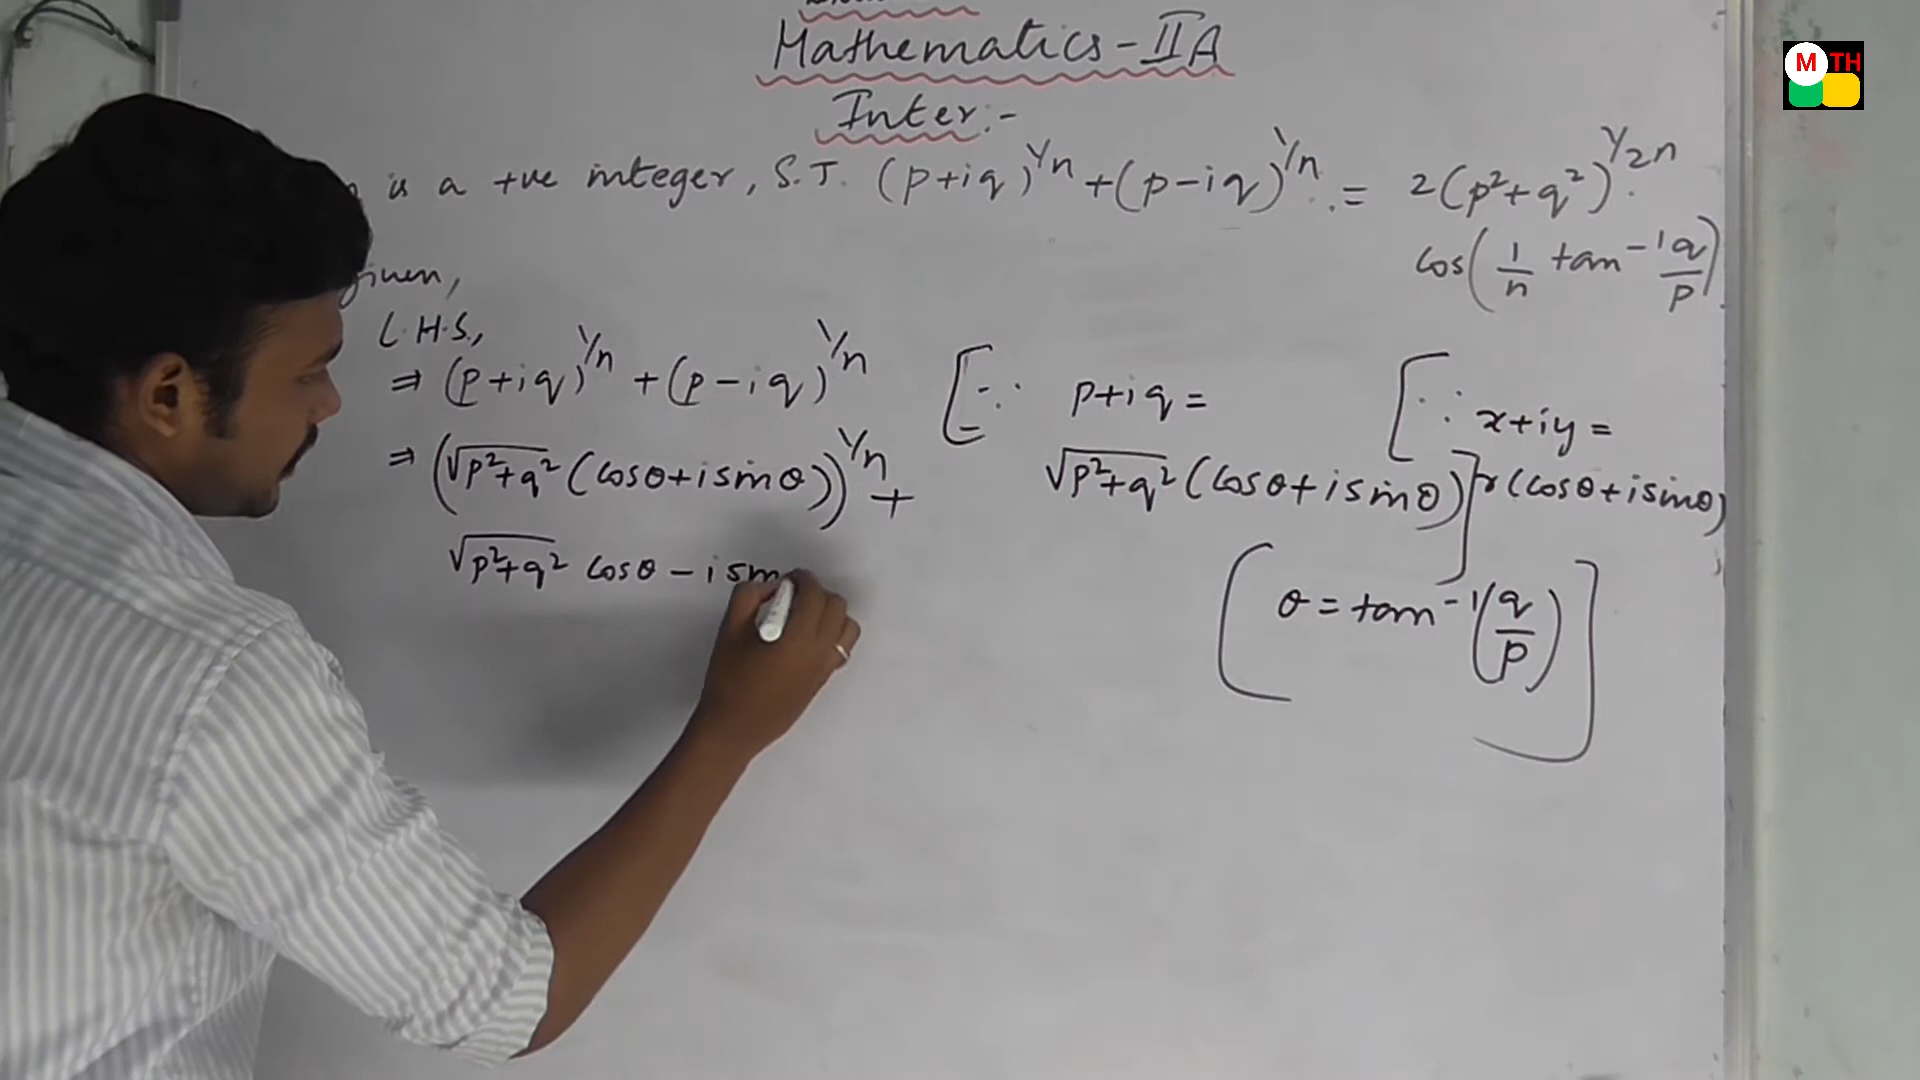 Mathematics - IIA
Inter:-
is a +ve integer, S.T. (p+iq)^1/n + (p-iq)^1/n = 2(p²+q²)^1/2n
cos(1/n tan⁻¹ q/p)
given,
L.H.S.,
⇒ (p+iq)^1/n + (p-iq)^1/n
⇒ (√p²+q² (cosθ+isinθ))^1/n +
√p²+q² cosθ - isin
[∵ p+iq =
√p²+q² (cosθ+isinθ)]
[∵ x+iy =
r(cosθ+isinθ)
(θ = tan⁻¹(q/p)]
MTH